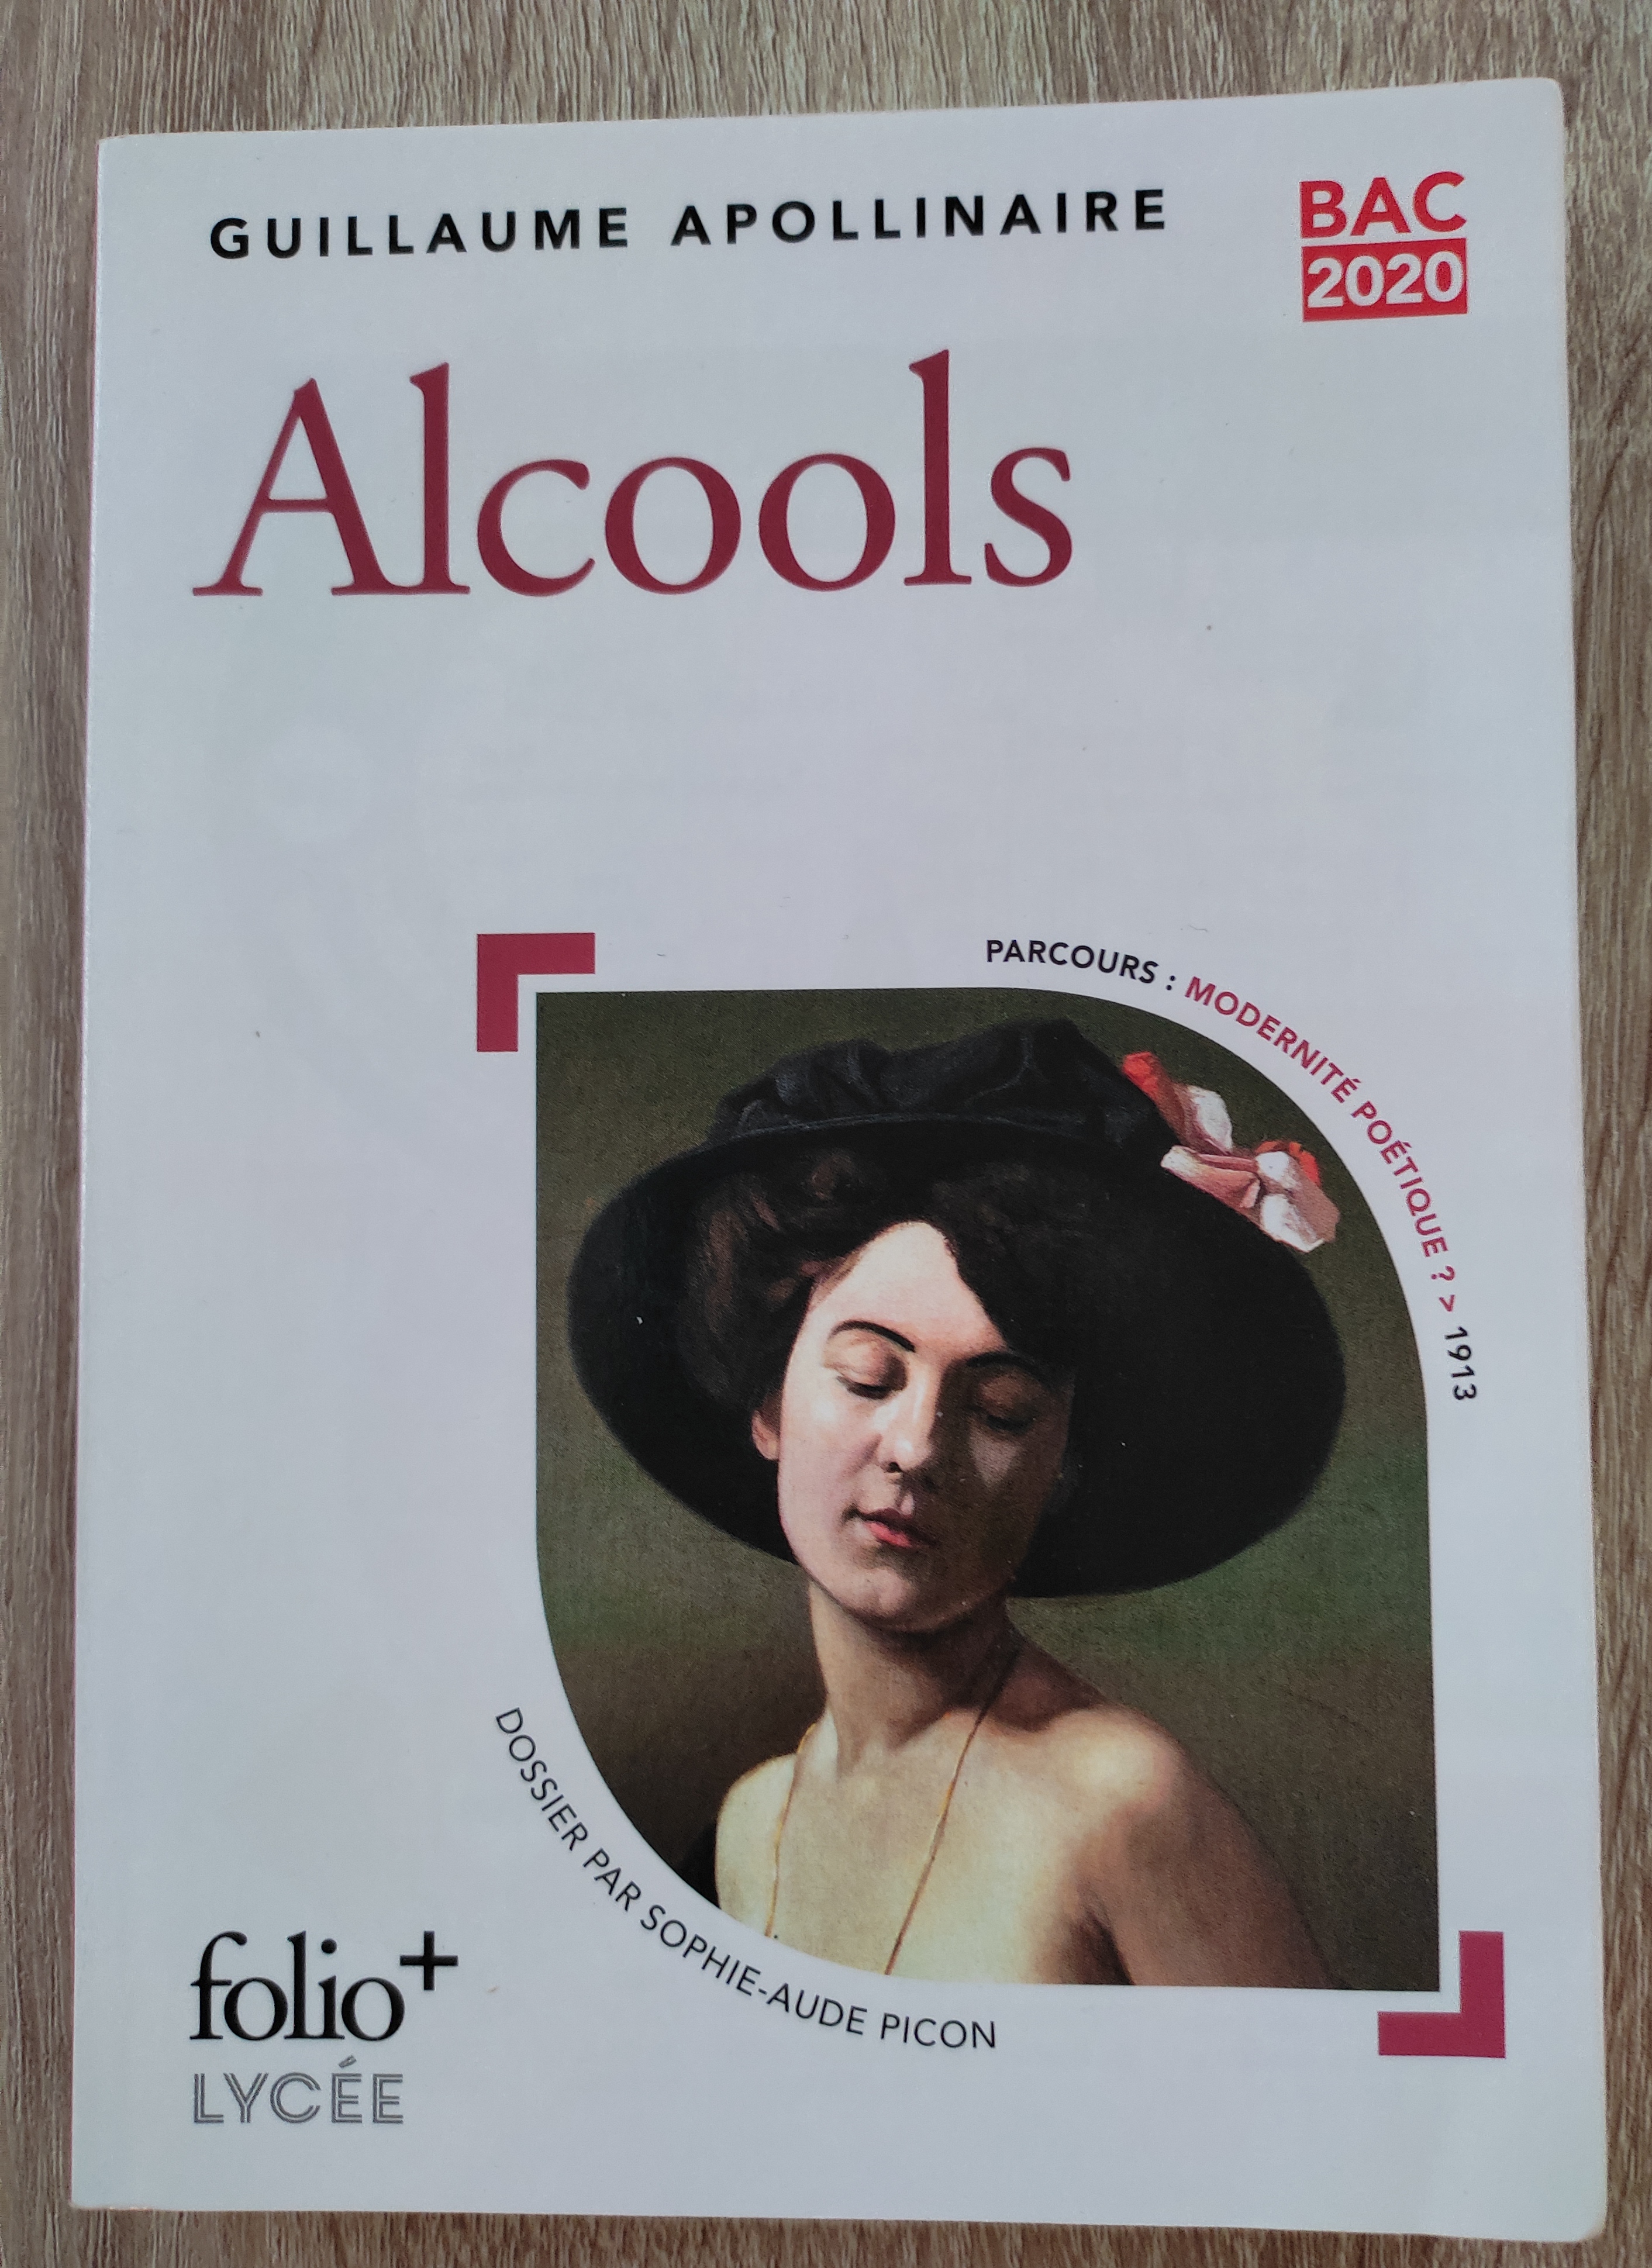 GUILLAUME APOLLINAIRE
BAC
2020
Alcools
PARCOURS : MODERNITÉ POÉTIQUE ? > 1913
DOSSIER PAR SOPHIE-AUDE PICON
folio+
LYCÉE